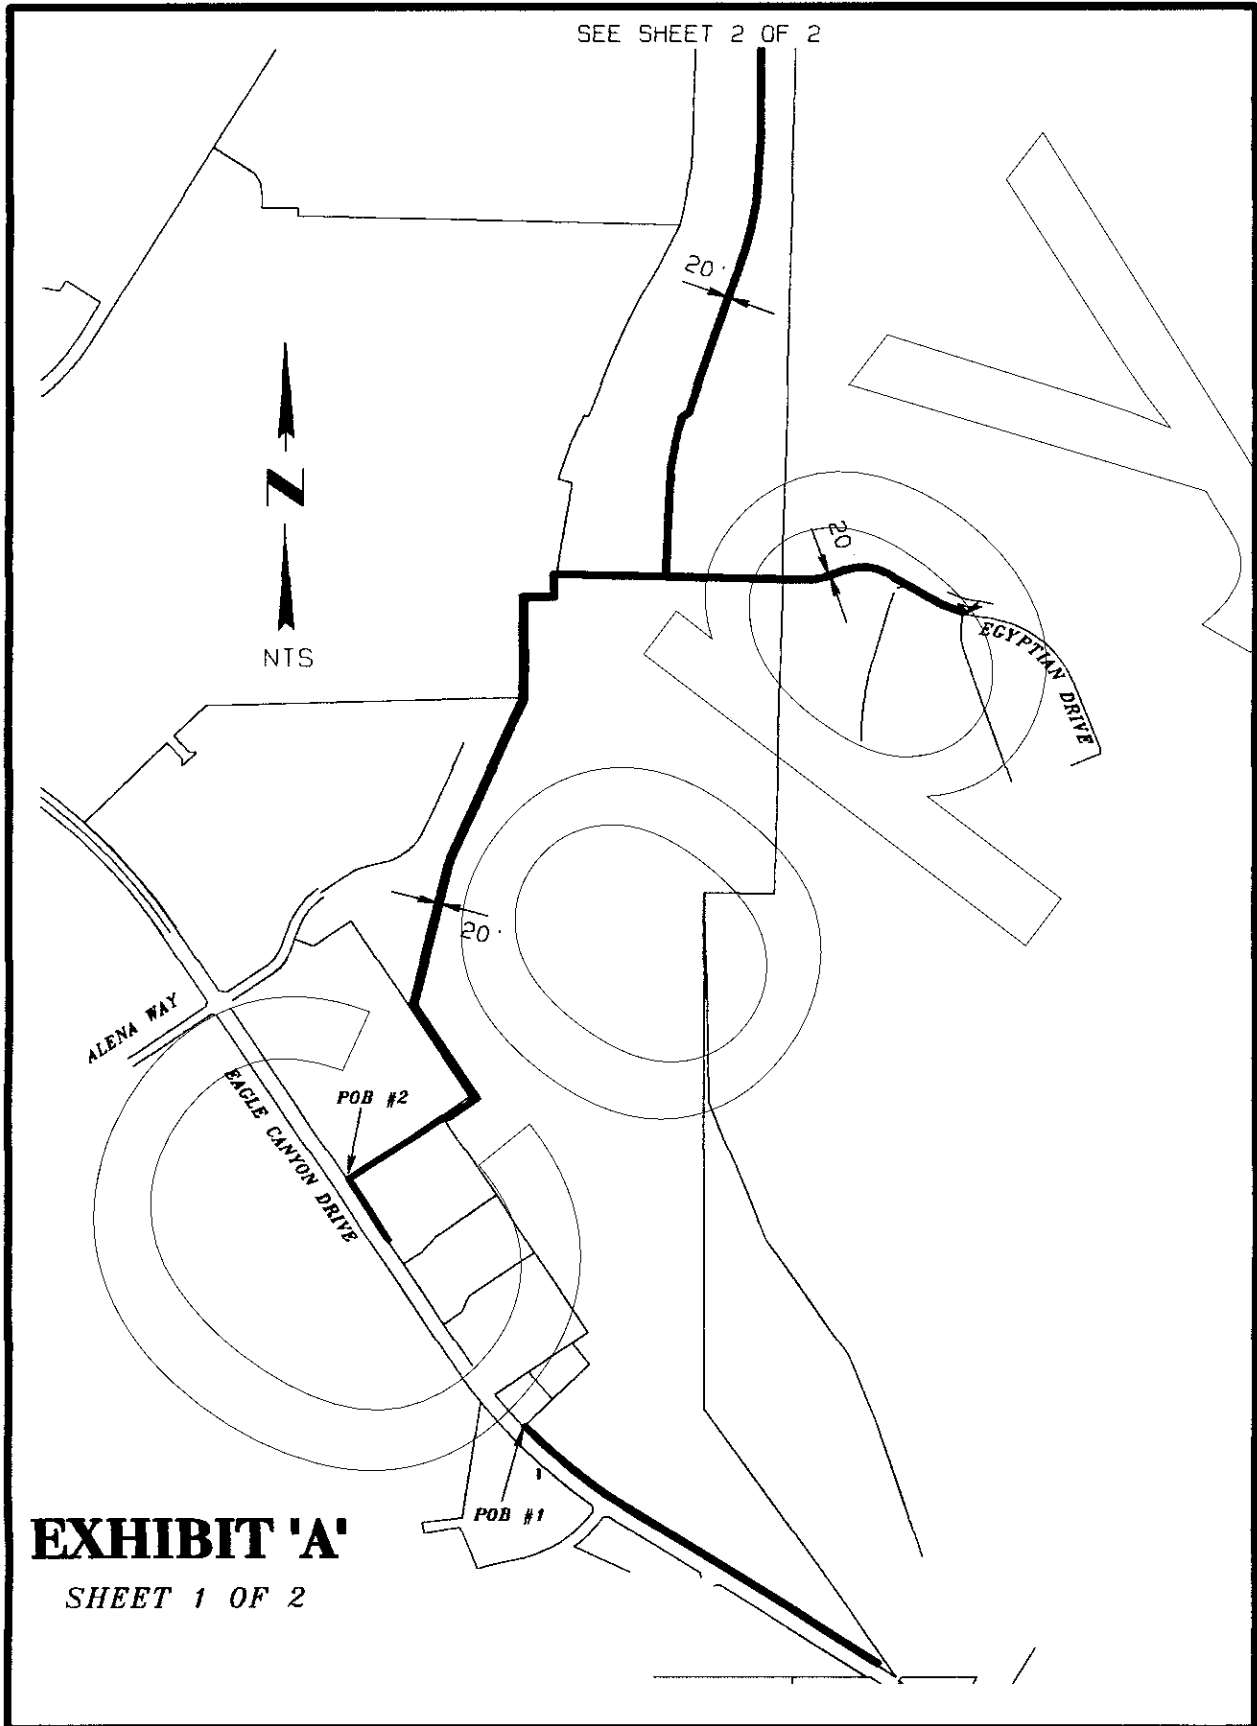 SEE SHEET 2 OF 2
20'
Z
20
NTS
EGYPTIAN DRIVE
20'
ALENA WAY
EAGLE CANYON DRIVE
POB #2
POB #1
EXHIBIT 'A'
SHEET 1 OF 2
Copy